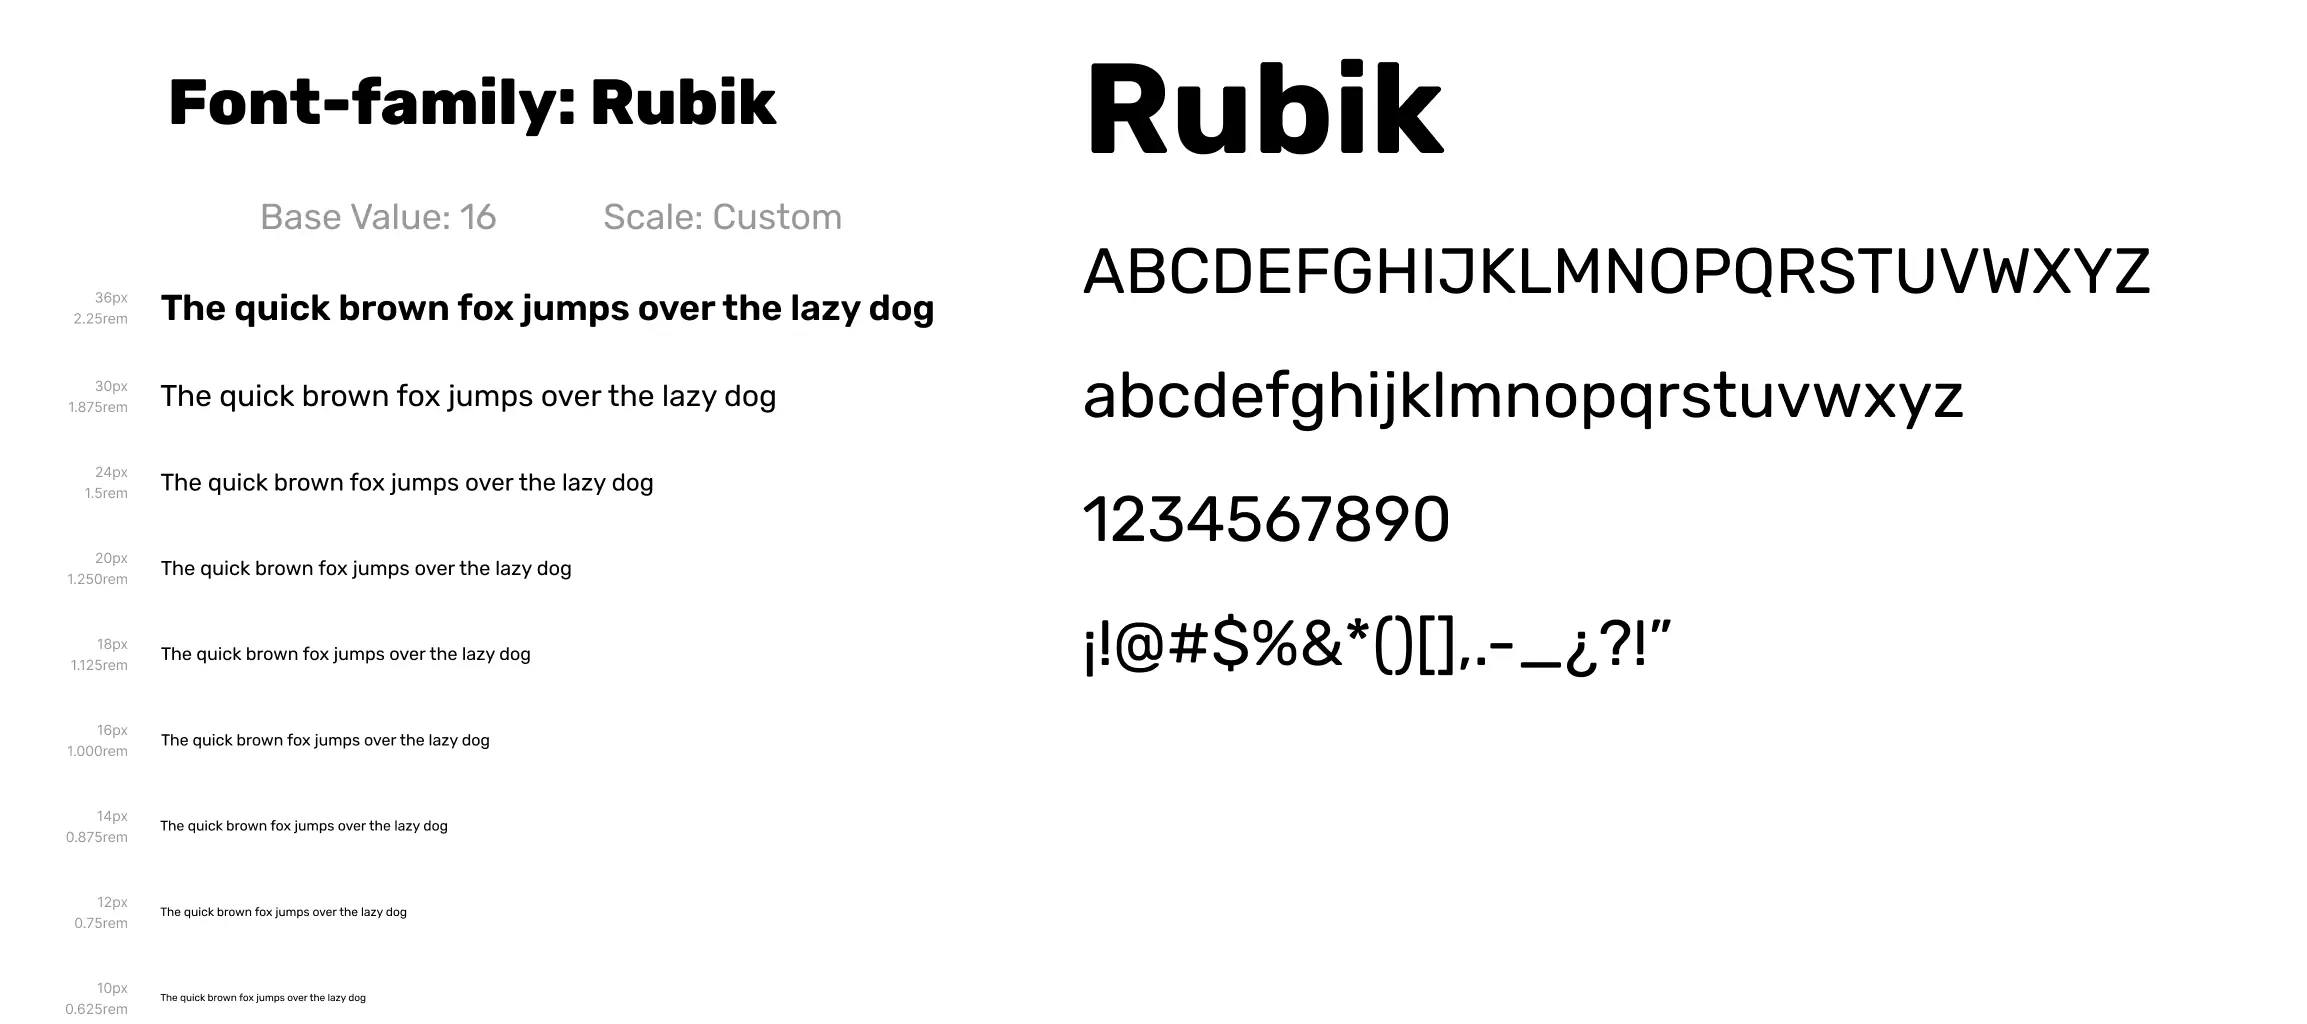 Font-family: Rubik
Base Value: 16 Scale: Custom
36px
2.25rem
The quick brown fox jumps over the lazy dog
30px
1.875rem
The quick brown fox jumps over the lazy dog
24px
1.5rem
The quick brown fox jumps over the lazy dog
20px
1.250rem
The quick brown fox jumps over the lazy dog
18px
1.125rem
The quick brown fox jumps over the lazy dog
16px
1.000rem
The quick brown fox jumps over the lazy dog
14px
0.875rem
The quick brown fox jumps over the lazy dog
12px
0.75rem
The quick brown fox jumps over the lazy dog
10px
0.625rem
The quick brown fox jumps over the lazy dog
Rubik
ABCDEFGHIJKLMNOPQRSTUVWXYZ
abcdefghijklmnopqrstuvwxyz
1234567890
¡!@#$%&*()[],.-_¿?!”